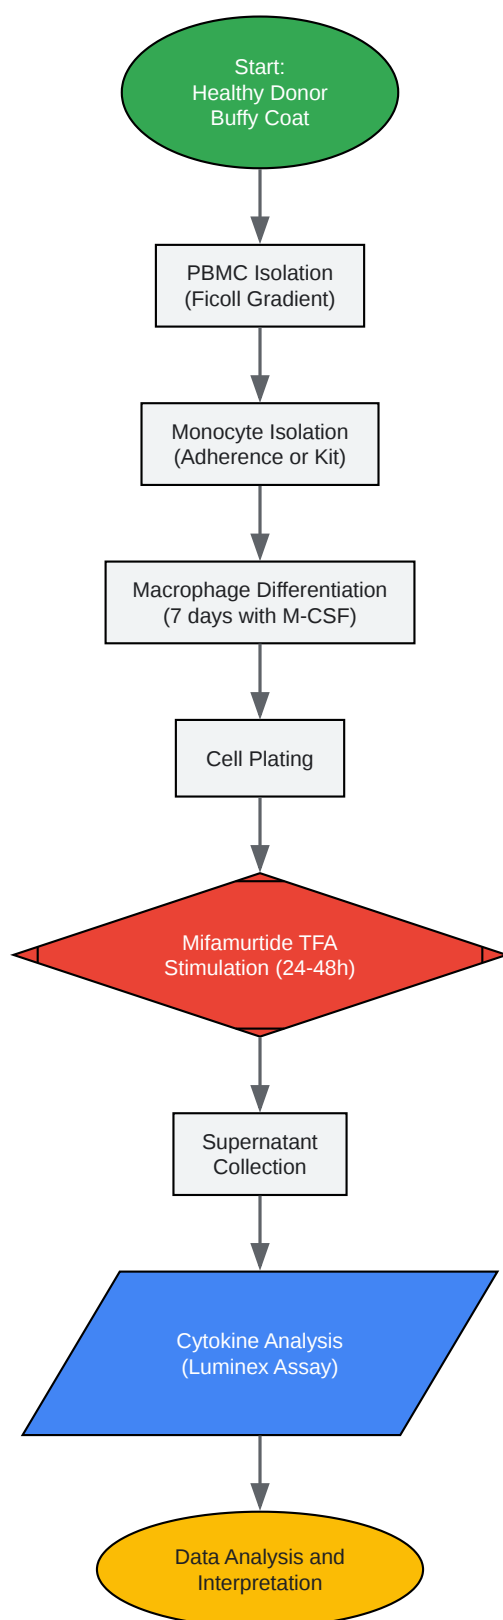 Start:
Healthy Donor
Buffy Coat
PBMC Isolation
(Ficoll Gradient)
Monocyte Isolation
(Adherence or Kit)
Macrophage Differentiation
(7 days with M-CSF)
Cell Plating
Mifamurtide TFA
Stimulation (24-48h)
Supernatant
Collection
Cytokine Analysis
(Luminex Assay)
Data Analysis and
Interpretation